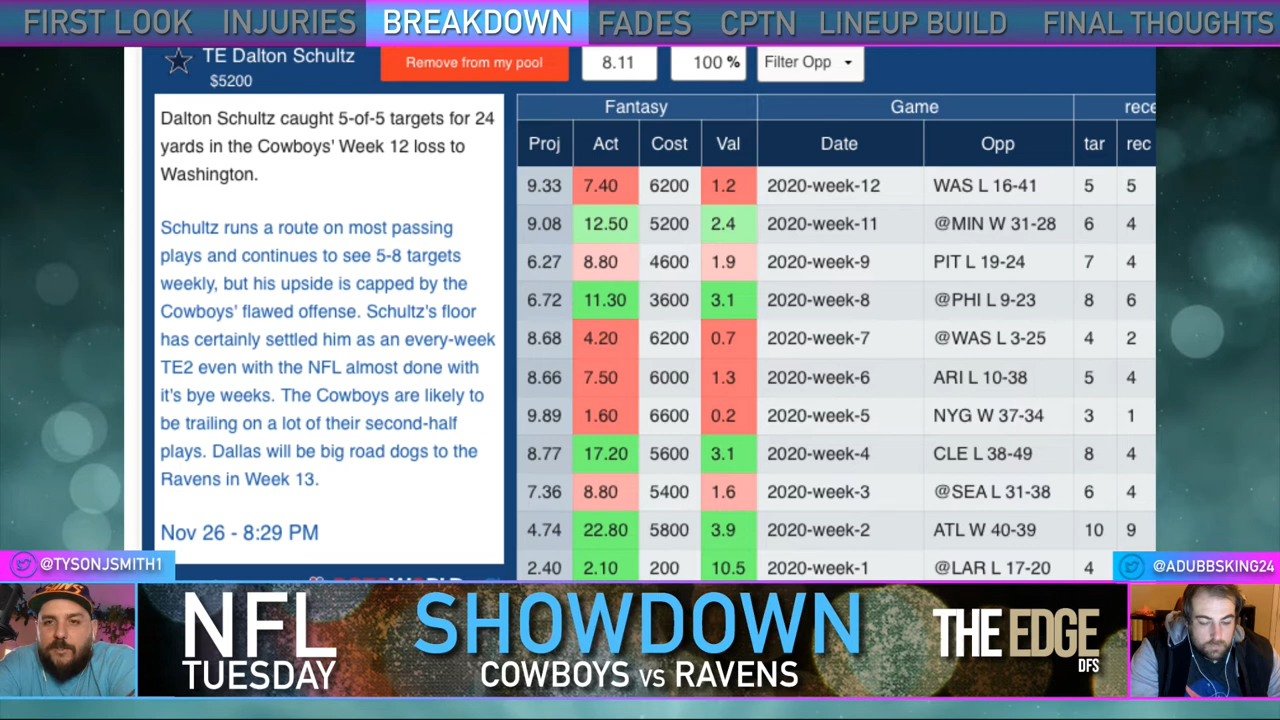 FIRST LOOK INJURIES BREAKDOWN FADES CPTN LINEUP BUILD FINAL THOUGHTS
TE Dalton Schultz
$5200
Remove from my pool
8.11
100 %
Filter Opp
Dalton Schultz caught 5-of-5 targets for 24
yards in the Cowboys' Week 12 loss to
Washington.
Schultz runs a route on most passing
plays and continues to see 5-8 targets
weekly, but his upside is capped by the
Cowboys' flawed offense. Schultz's floor
has certainly settled him as an every-week
TE2 even with the NFL almost done with
it's bye weeks. The Cowboys are likely to
be trailing on a lot of their second-half
plays. Dallas will be big road dogs to the
Ravens in Week 13.
Nov 26 - 8:29 PM
Fantasy Game rece
Proj Act Cost Val Date Opp tar rec
9.33 7.40 6200 1.2 2020-week-12 WAS L 16-41 5 5
9.08 12.50 5200 2.4 2020-week-11 @MIN W 31-28 6 4
6.27 8.80 4600 1.9 2020-week-9 PIT L 19-24 7 4
6.72 11.30 3600 3.1 2020-week-8 @PHI L 9-23 8 6
8.68 4.20 6200 0.7 2020-week-7 @WAS L 3-25 4 2
8.66 7.50 6000 1.3 2020-week-6 ARI L 10-38 5 4
9.89 1.60 6600 0.2 2020-week-5 NYG W 37-34 3 1
8.77 17.20 5600 3.1 2020-week-4 CLE L 38-49 8 4
7.36 8.80 5400 1.6 2020-week-3 @SEA L 31-38 6 4
4.74 22.80 5800 3.9 2020-week-2 ATL W 40-39 10 9
2.40 2.10 200 10.5 2020-week-1 @LAR L 17-20 4
@TYSONJSMITH1
@ADUBBSKING24
NFL
TUESDAY
SHOWDOWN
COWBOYS VS RAVENS
THE EDGE
DFS